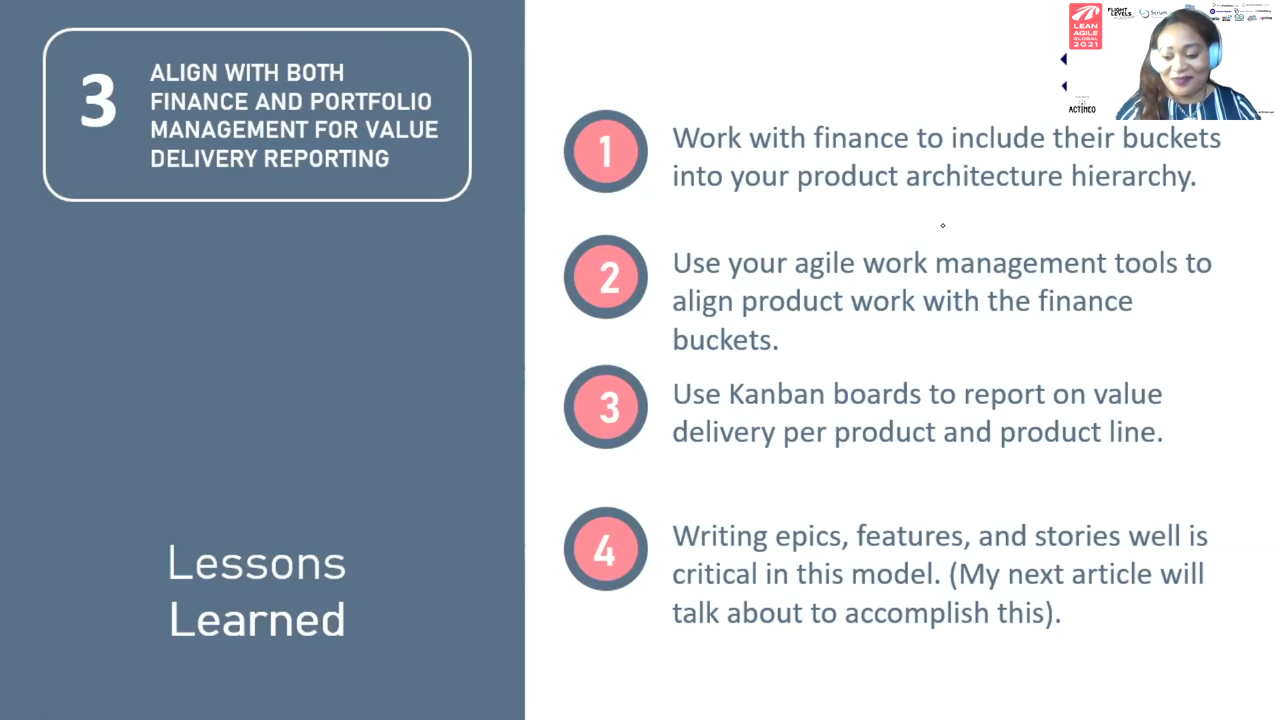 3
ALIGN WITH BOTH
FINANCE AND PORTFOLIO
MANAGEMENT FOR VALUE
DELIVERY REPORTING
Lessons
Learned
1
Work with finance to include their buckets
into your product architecture hierarchy.
2
Use your agile work management tools to
align product work with the finance
buckets.
3
Use Kanban boards to report on value
delivery per product and product line.
4
Writing epics, features, and stories well is
critical in this model. (My next article will
talk about to accomplish this).
LEAN
AGILE
GLOBAL
2021
FLIGHT
LEVELS
ACADEMY
Scrum
ACTINEO